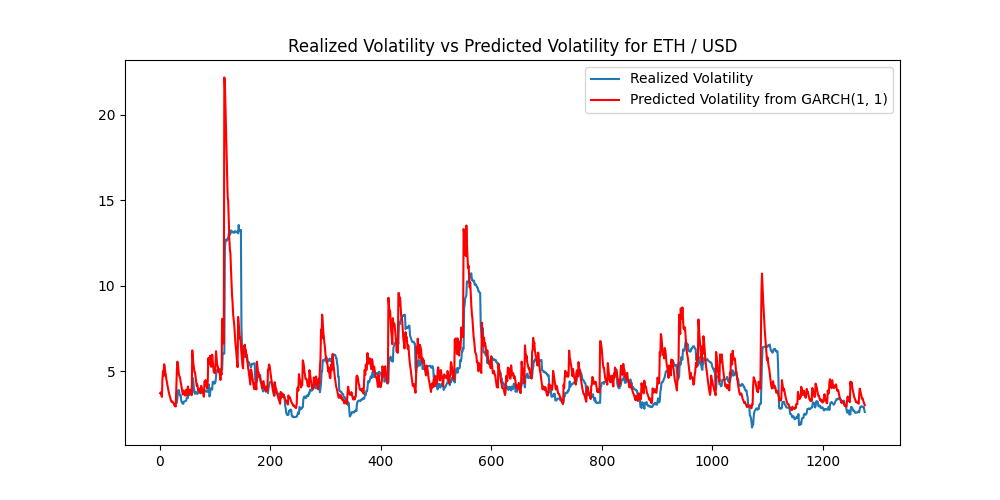 Realized Volatility vs Predicted Volatility for ETH / USD
Realized Volatility
Predicted Volatility from GARCH(1, 1)
20
15
10
5
0 200 400 600 800 1000 1200